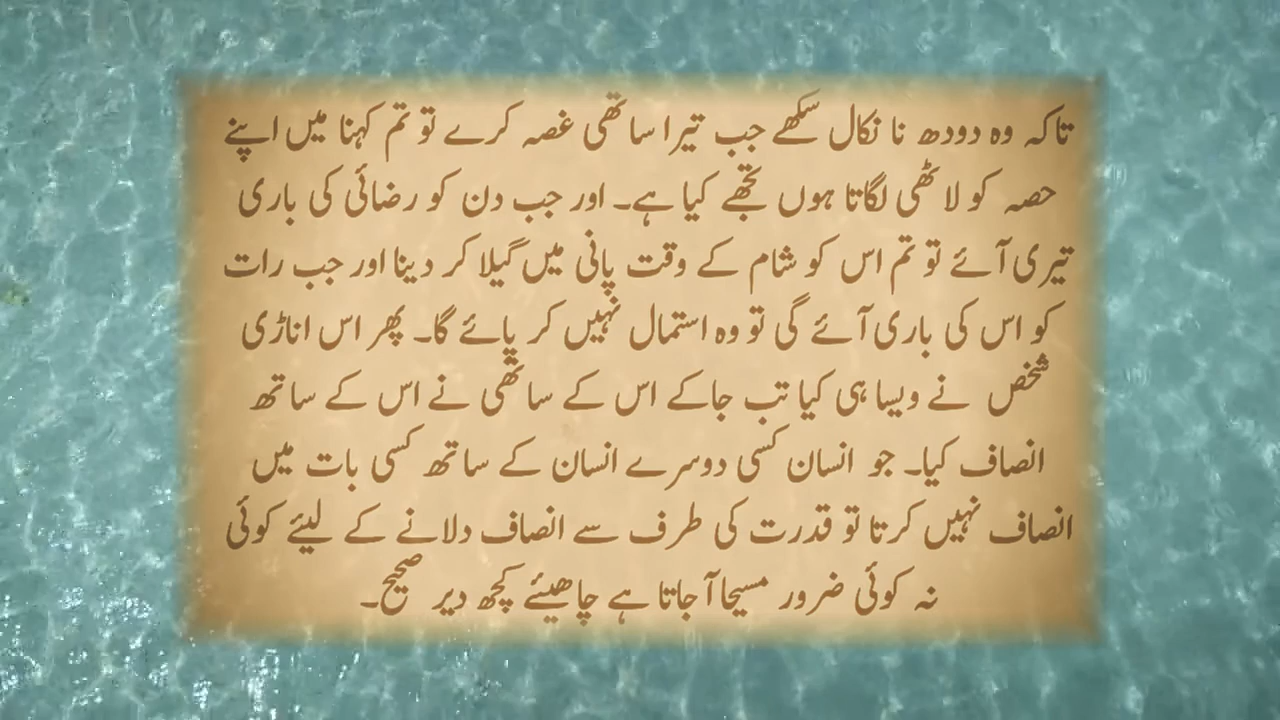 تاکہ وہ دودھ نا نکال سکھے جب تیرا ساتھی غصہ کرے تو تم کہنا میں اپنے
حصہ کو لاٹھی لگاتا ہوں تجھے کیا ہے۔ اور جب دن کو رضائی کی باری
تیری آئے تو تم اس کو شام کے وقت پانی میں گیلا کر دینا اور جب رات
کو اس کی باری آئے گی تو وہ استمال نہیں کر پائے گا۔ پھر اس اناڑی
شخص نے ویسا ہی کیا تب جاکے اس کے ساتھی نے اس کے ساتھ
انصاف کیا۔ جو انسان کسی دوسرے انسان کے ساتھ کسی بات میں
انصاف نہیں کرتا تو قدرت کی طرف سے انصاف دلانے کے لیئے کوئی
نہ کوئی ضرور مسیحا آ جاتا ہے چاھیئے کچھ دیر صحیح۔